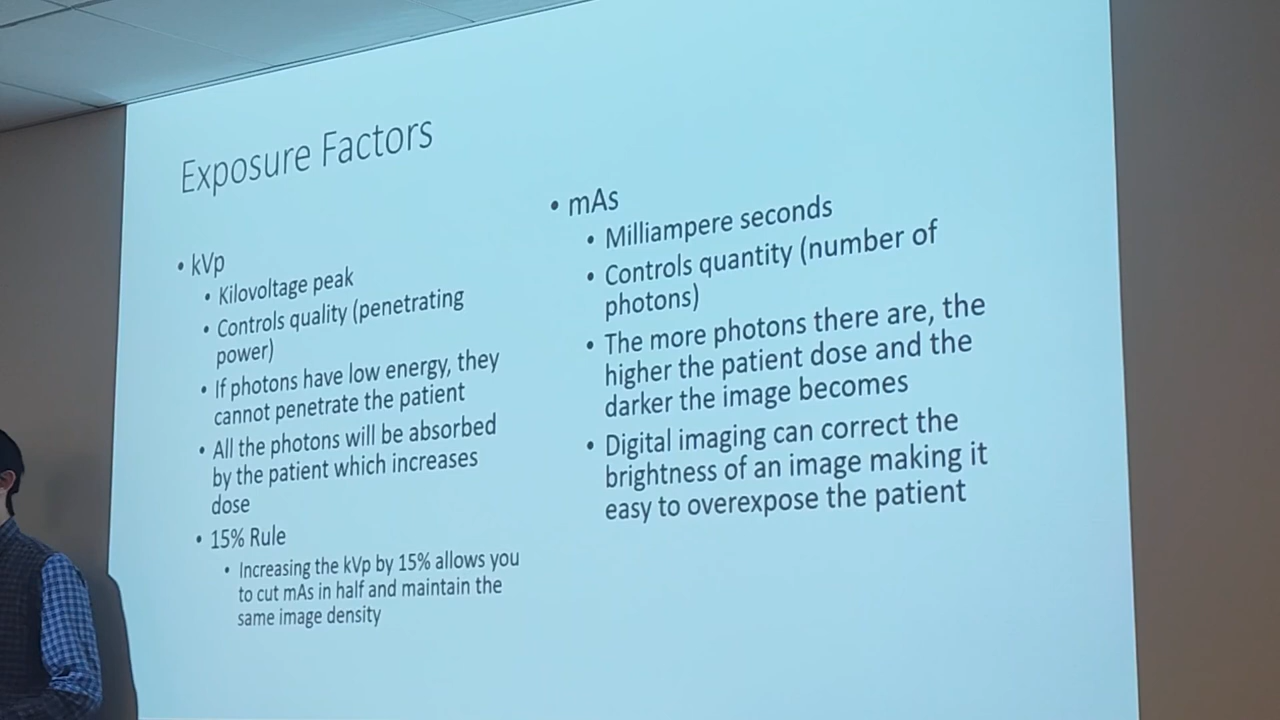 Exposure Factors
• kVp
• Kilovoltage peak
• Controls quality (penetrating
power)
• If photons have low energy, they
cannot penetrate the patient
• All the photons will be absorbed
by the patient which increases
dose
• 15% Rule
• Increasing the kVp by 15% allows you
to cut mAs in half and maintain the
same image density
• mAs
• Milliampere seconds
• Controls quantity (number of
photons)
• The more photons there are, the
higher the patient dose and the
darker the image becomes
• Digital imaging can correct the
brightness of an image making it
easy to overexpose the patient